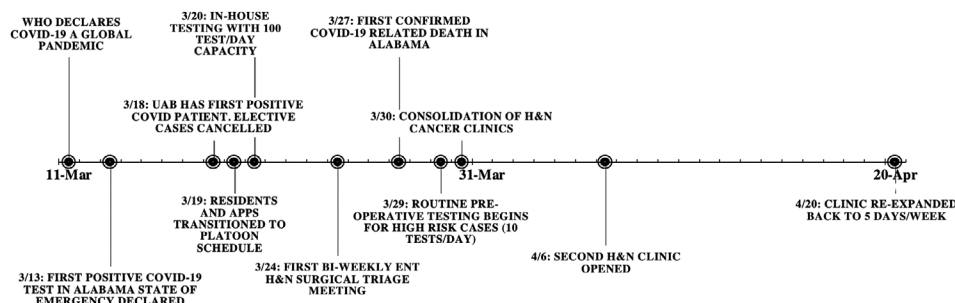 WHO DECLARES
COVID-19 A GLOBAL
PANDEMIC
3/20: IN-HOUSE
TESTING WITH 100
TEST/DAY
CAPACITY
3/27: FIRST CONFIRMED
COVID-19 RELATED DEATH IN
ALABAMA
3/18: UAB HAS FIRST POSITIVE
COVID PATIENT. ELECTIVE
CASES CANCELLED
3/30: CONSOLIDATION OF H&N
CANCER CLINICS
11-Mar
31-Mar
20-Apr
3/19: RESIDENTS
AND APPS
TRANSITIONED TO
PLATOON
SCHEDULE
3/29: ROUTINE PRE-
OPERATIVE TESTING BEGINS
FOR HIGH RISK CASES (10
TESTS/DAY)
4/20: CLINIC RE-EXPANDED
BACK TO 5 DAYS/WEEK
3/13: FIRST POSITIVE COVID-19
TEST IN ALABAMA STATE OF
EMERGENCY DECLARED
3/24: FIRST BI-WEEKLY ENT
H&N SURGICAL TRIAGE
MEETING
4/6: SECOND H&N CLINIC
OPENED